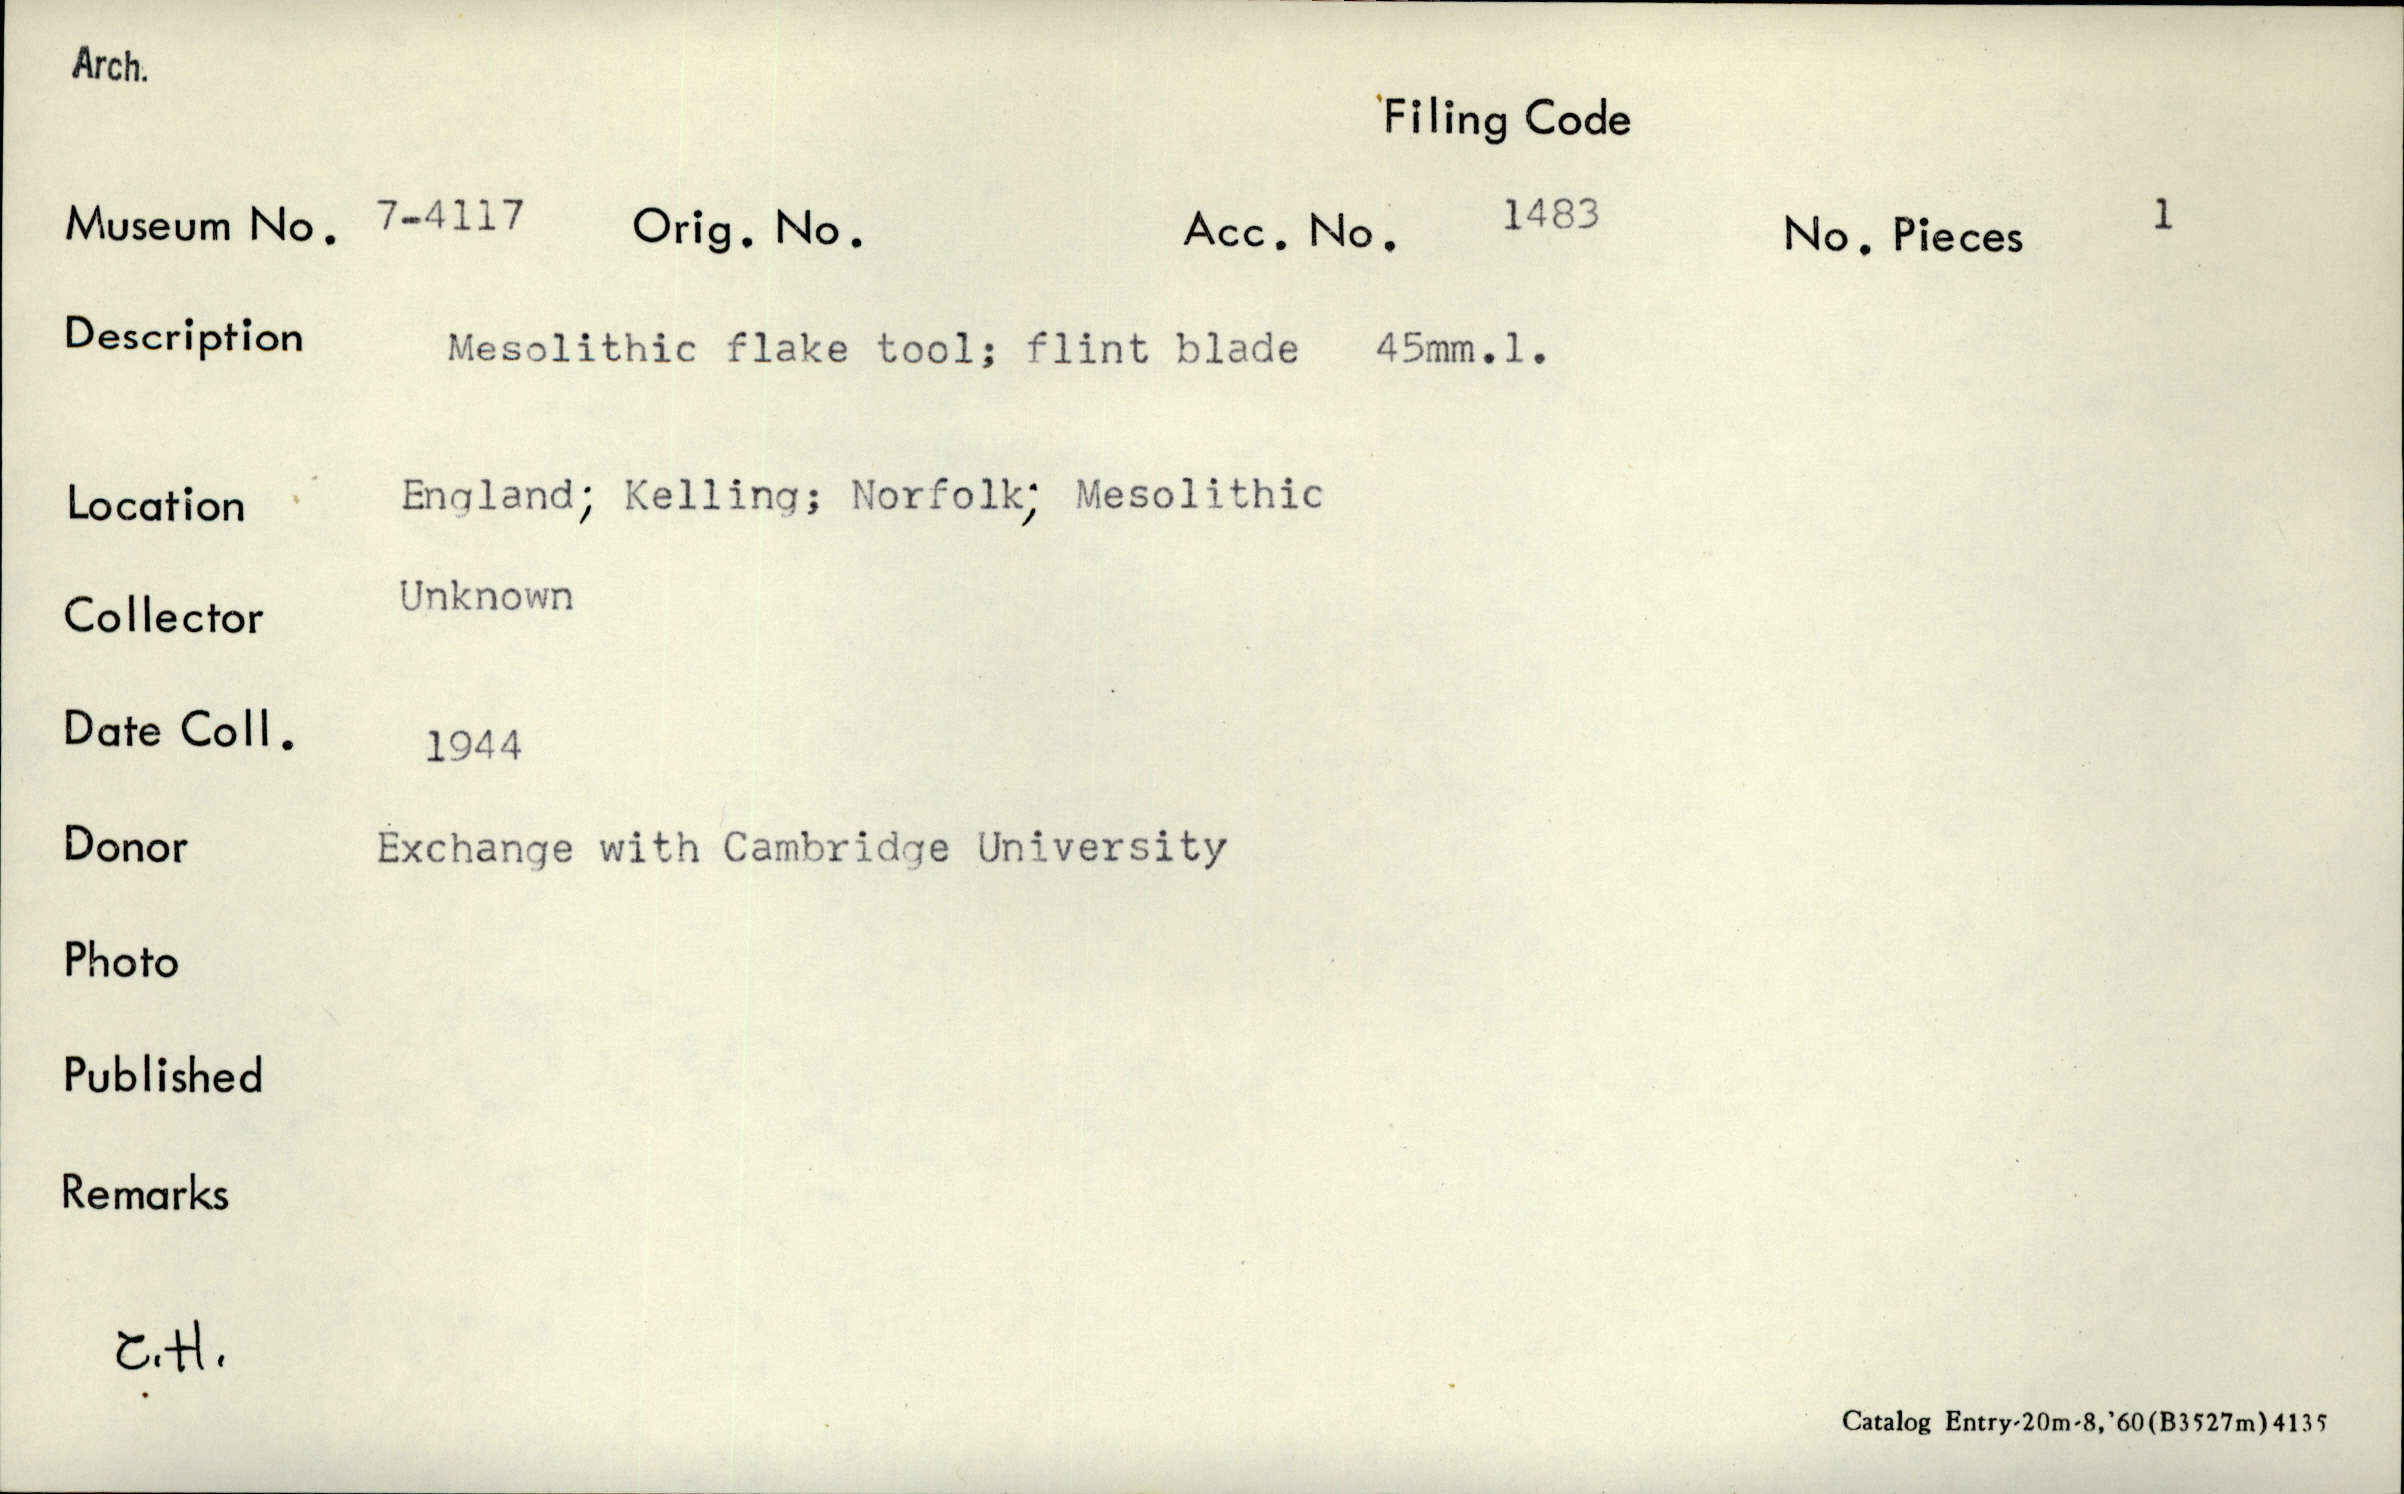 Arch.
Filing Code
Museum No. 7-4117 Orig. No. Acc. No. 1483 No. Pieces 1
Description Mesolithic flake tool; flint blade 45mm.l.
Location England; Kelling; Norfolk; Mesolithic
Collector Unknown
Date Coll. 1944
Donor Exchange with Cambridge University
Photo
Published
Remarks
C.H.
Catalog Entry-20m-8,'60(B3527m)4135